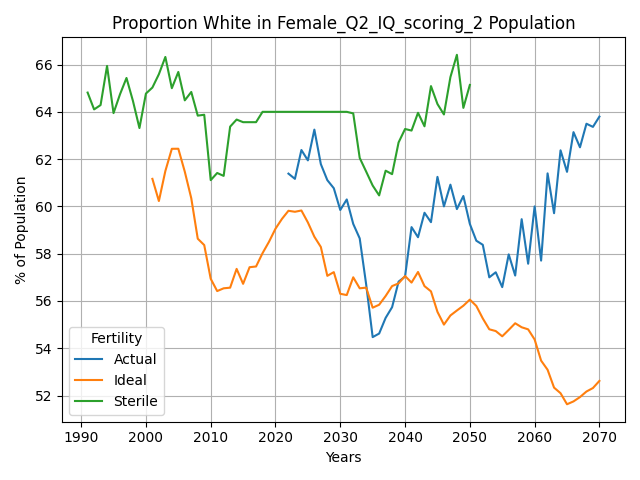 Proportion White in Female_Q2_IQ_scoring_2 Population
% of Population
66
64
62
60
58
56
54
52
Fertility
Actual
Ideal
Sterile
1990 2000 2010 2020 2030 2040 2050 2060 2070
Years